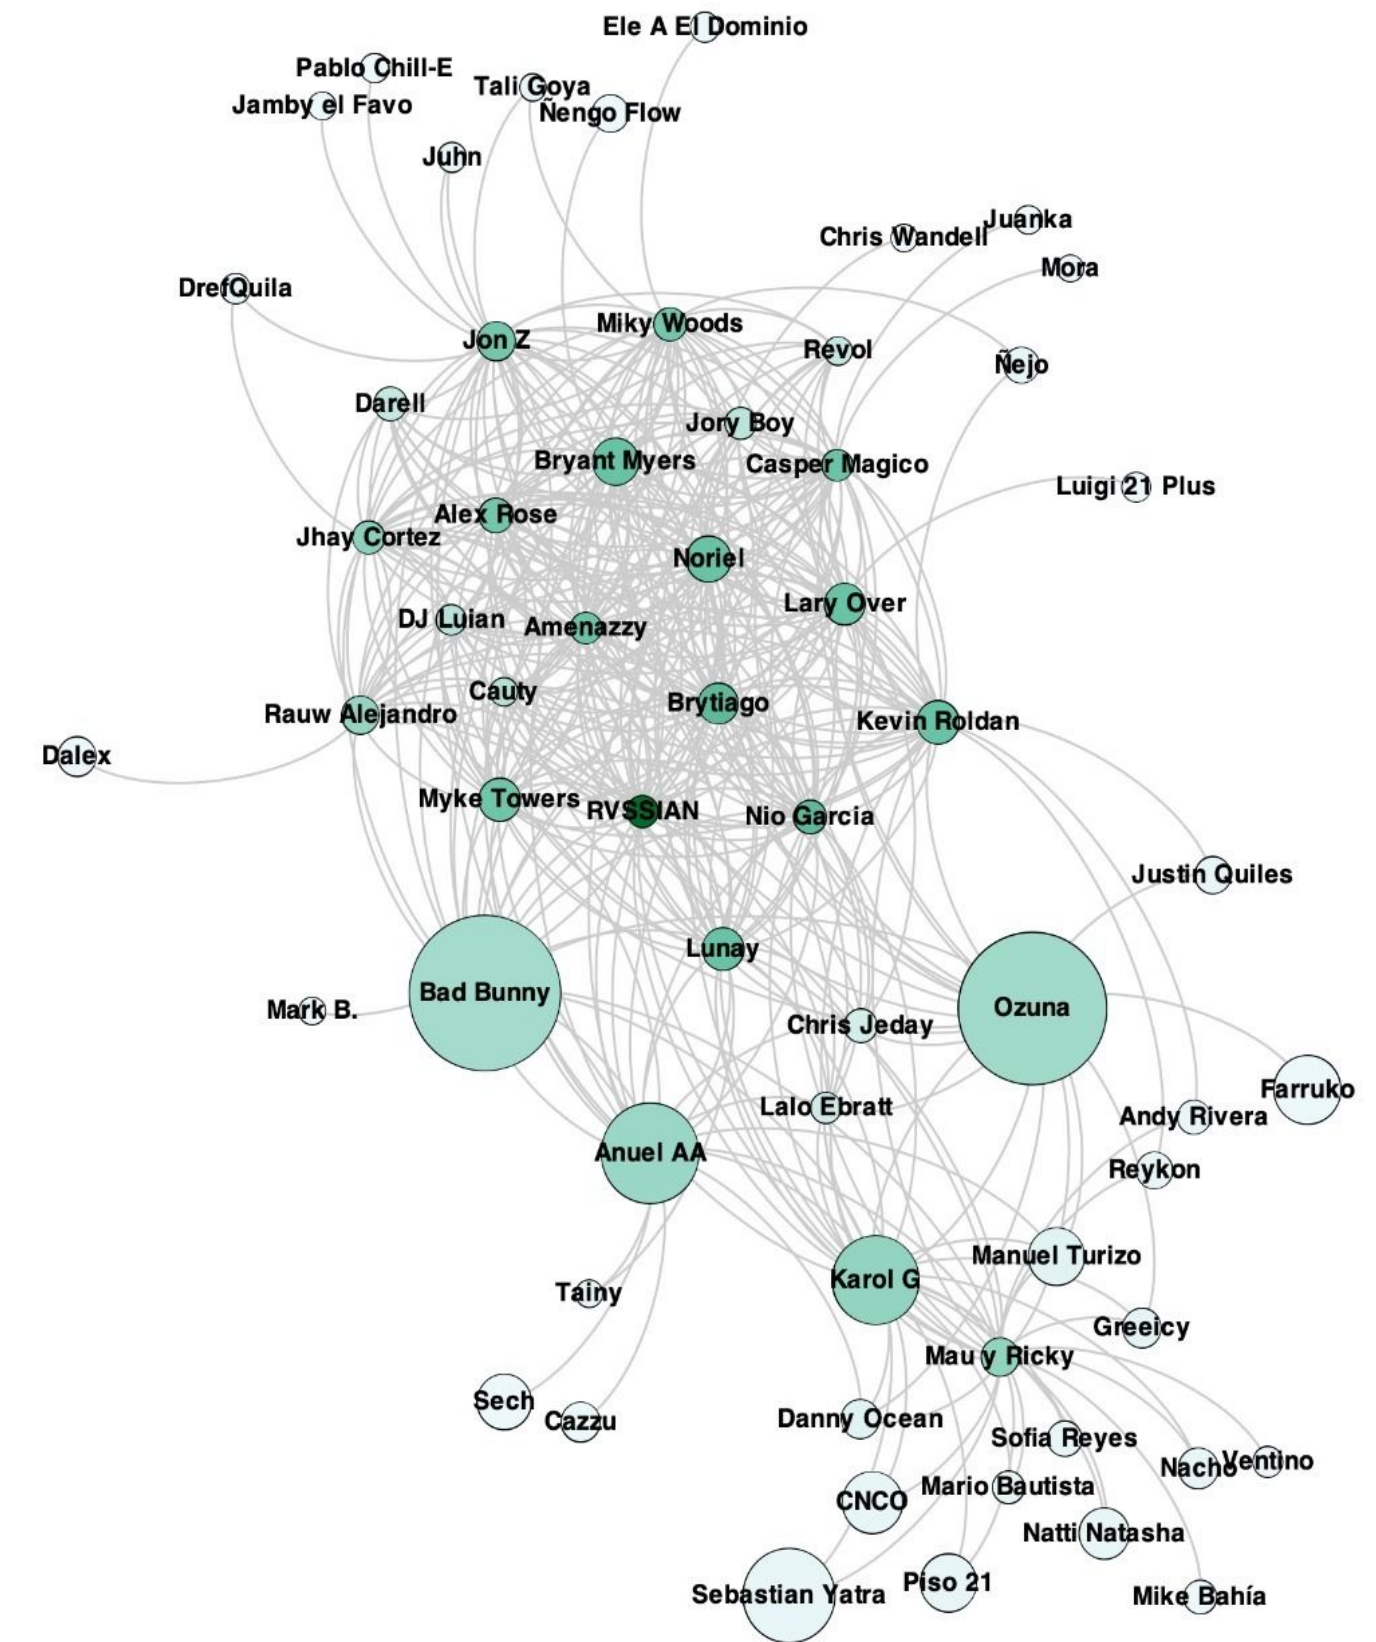 Ele A El Dominio
Pablo Chill-E
Tali Goya
Jamby el Favo
Ñengo Flow
Juhn
Juanka
Chris Wandell
Mora
DrefQuila
Miky Woods
Jon Z
Revol
Ñejo
Darell
Jory Boy
Bryant Myers
Casper Magico
Luigi 21 Plus
Alex Rose
Jhay Cortez
Noriel
Lary Over
DJ Luian
Amenazzy
Cauty
Brytiago
Rauw Alejandro
Kevin Roldan
Dalex
Myke Towers
RVSSIAN
Nio Garcia
Justin Quiles
Lunay
Bad Bunny
Ozuna
Mark B.
Chris Jeday
Farruko
Lalo Ebratt
Andy Rivera
Anuel AA
Reykon
Manuel Turizo
Karol G
Tainy
Greeicy
Mau y Ricky
Sech
Cazzu
Danny Ocean
Sofia Reyes
Nacho
Ventino
Mario Bautista
CNCO
Natti Natasha
Piso 21
Sebastian Yatra
Mike Bahía